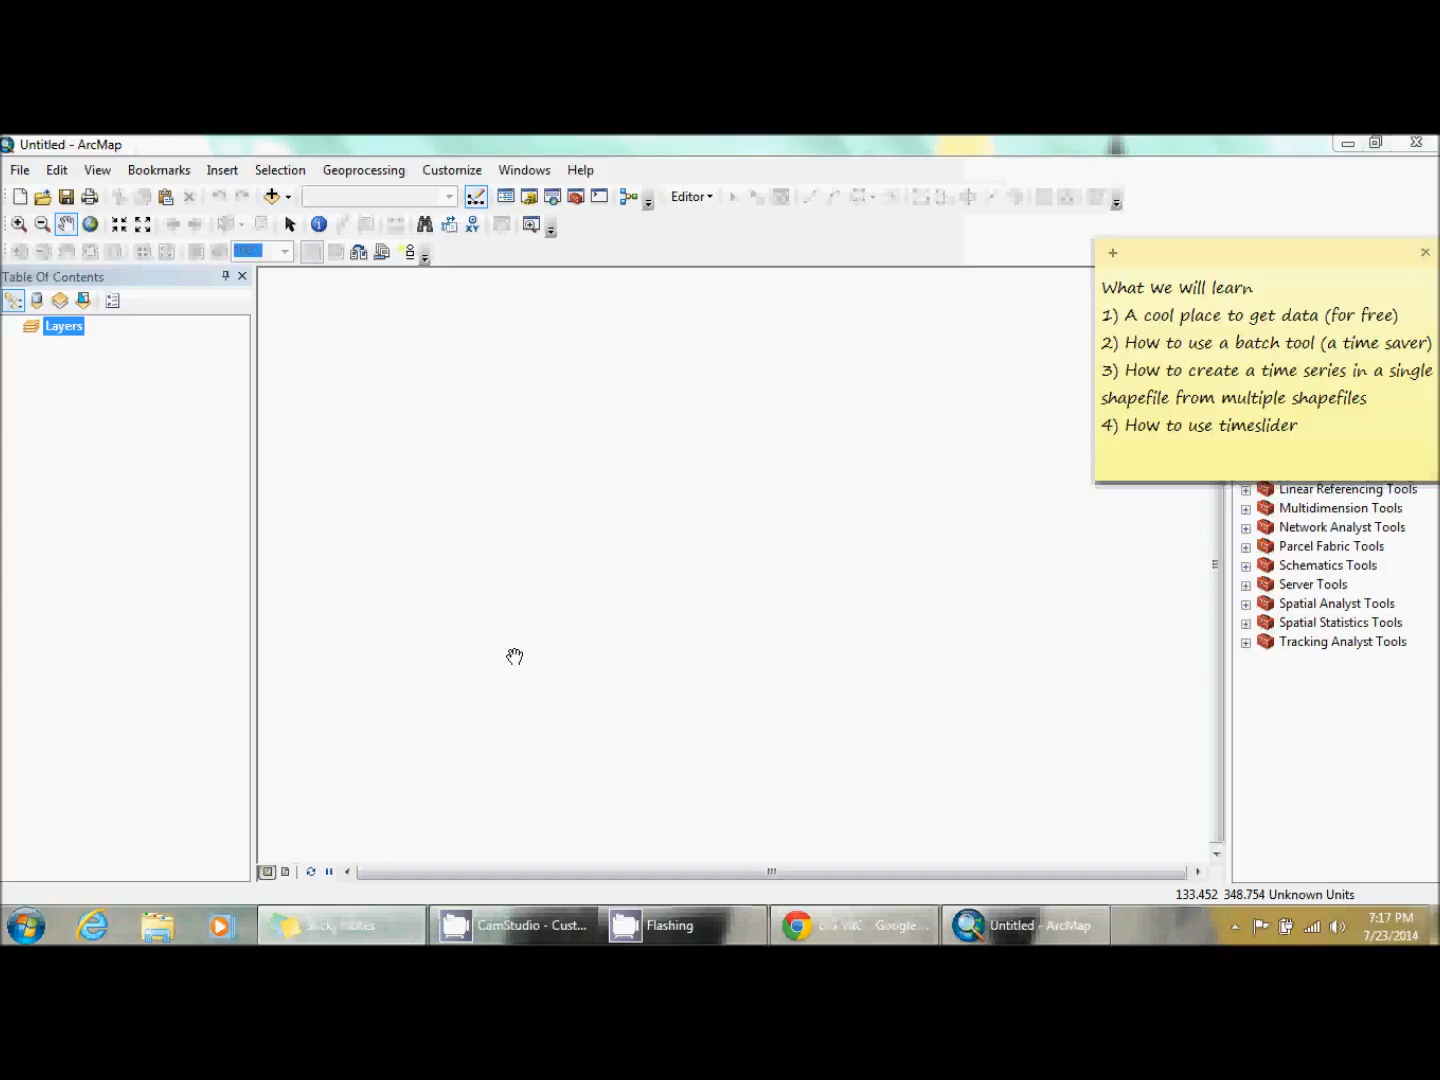 Untitled - ArcMap
File Edit View Bookmarks Insert Selection Geoprocessing Customize Windows Help
Editor
100%
Table Of Contents
Layers
What we will learn
1) A cool place to get data (for free)
2) How to use a batch tool (a time saver)
3) How to create a time series in a single
shapefile from multiple shapefiles
4) How to use timeslider
Linear Referencing Tools
Multidimension Tools
Network Analyst Tools
Parcel Fabric Tools
Schematics Tools
Server Tools
Spatial Analyst Tools
Spatial Statistics Tools
Tracking Analyst Tools
133.452 348.754 Unknown Units
CamStudio - Cust...
Flashing
Google...
Untitled - ArcMap
7:17 PM
7/23/2014